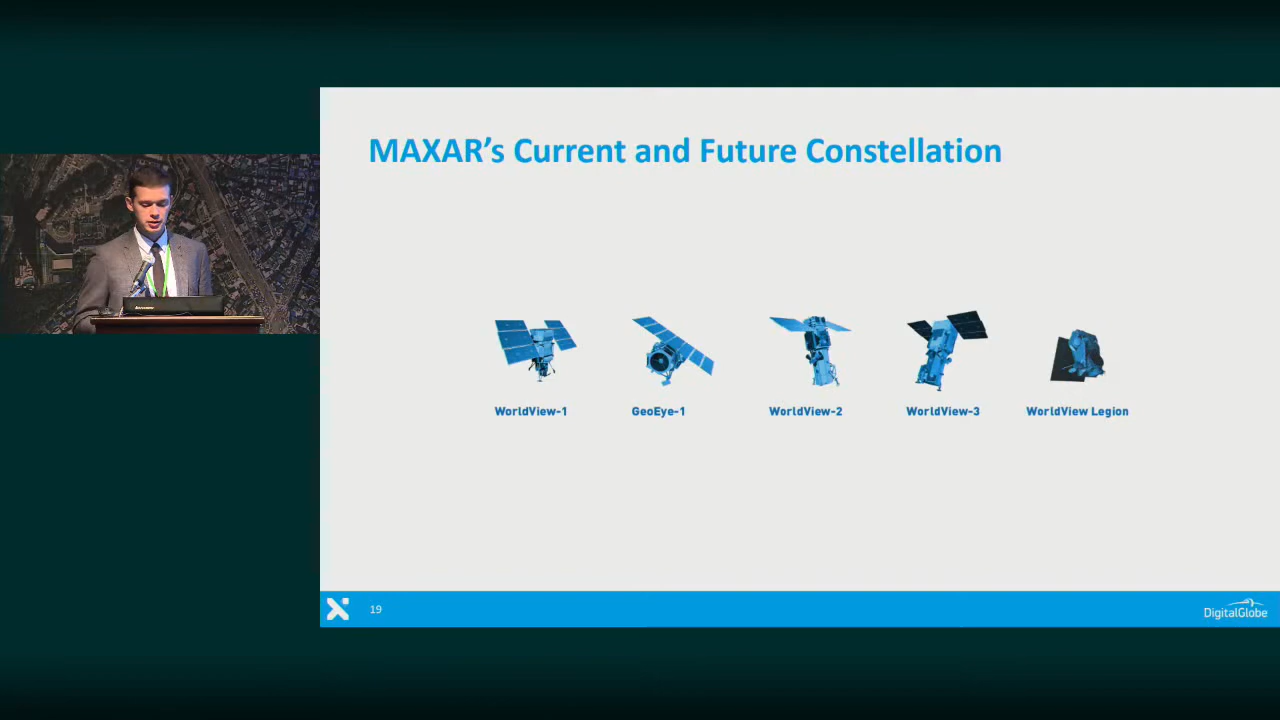 MAXAR's Current and Future Constellation
WorldView-1
GeoEye-1
WorldView-2
WorldView-3
WorldView Legion
19
DigitalGlobe